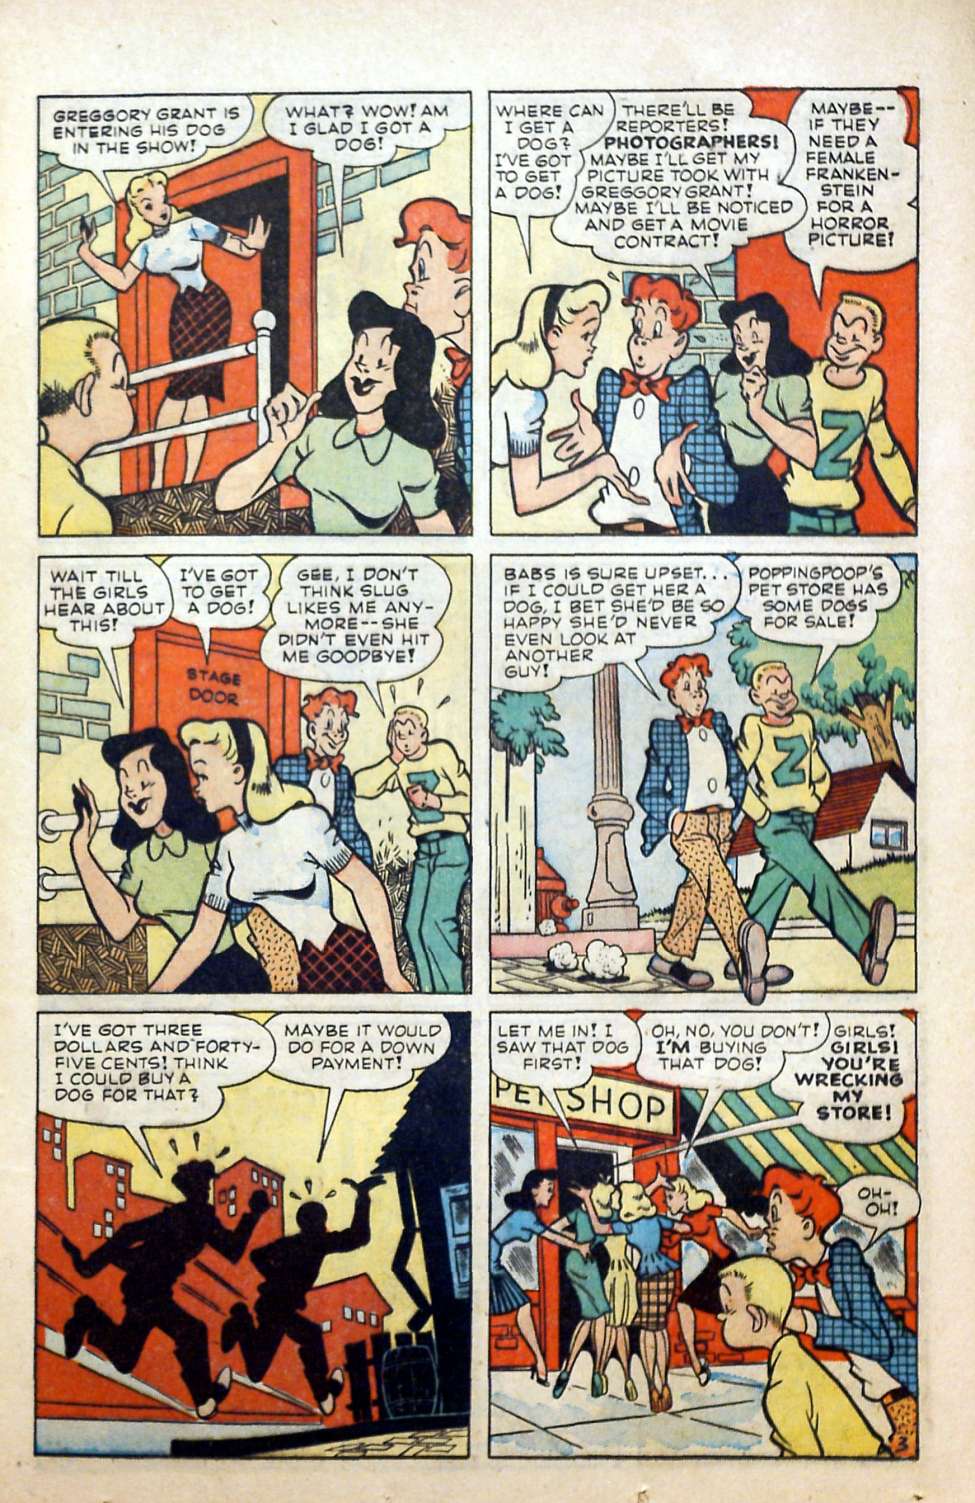 GREGGORY GRANT IS
ENTERING HIS DOG
IN THE SHOW!
WHAT? WOW! AM
I GLAD I GOT A
DOG!
WHERE CAN
I GET A
DOG?
I'VE GOT
TO GET
A DOG!
THERE'LL BE
REPORTERS!
PHOTOGRAPHERS!
MAYBE I'LL GET MY
PICTURE TOOK WITH
GREGGORY GRANT!
MAYBE I'LL BE NOTICED
AND GET A MOVIE
CONTRACT!
MAYBE--
IF THEY
NEED A
FEMALE
FRANKEN-
STEIN
FOR A
HORROR
PICTURE!
Z
WAIT TILL
THE GIRLS
HEAR ABOUT
THIS!
I'VE GOT
TO GET
A DOG!
GEE, I DON'T
THINK SLUG
LIKES ME ANY-
MORE--SHE
DIDN'T EVEN HIT
ME GOODBYE!
STAGE
DOOR
Z
BABS IS SURE UPSET...
IF I COULD GET HER A
DOG, I BET SHE'D BE SO
HAPPY SHE'D NEVER
EVEN LOOK AT
ANOTHER
GUY!
POPPINGPOOP'S
PET STORE HAS
SOME DOGS
FOR SALE!
Z
I'VE GOT THREE
DOLLARS AND FORTY-
FIVE CENTS! THINK
I COULD BUY A
DOG FOR THAT?
MAYBE IT WOULD
DO FOR A DOWN
PAYMENT!
LET ME IN! I
SAW THAT DOG
FIRST!
OH, NO, YOU DON'T!
I'M BUYING
THAT DOG!
GIRLS!
GIRLS!
YOU'RE
WRECKING
MY
STORE!
PET SHOP
OH-
OH!
3